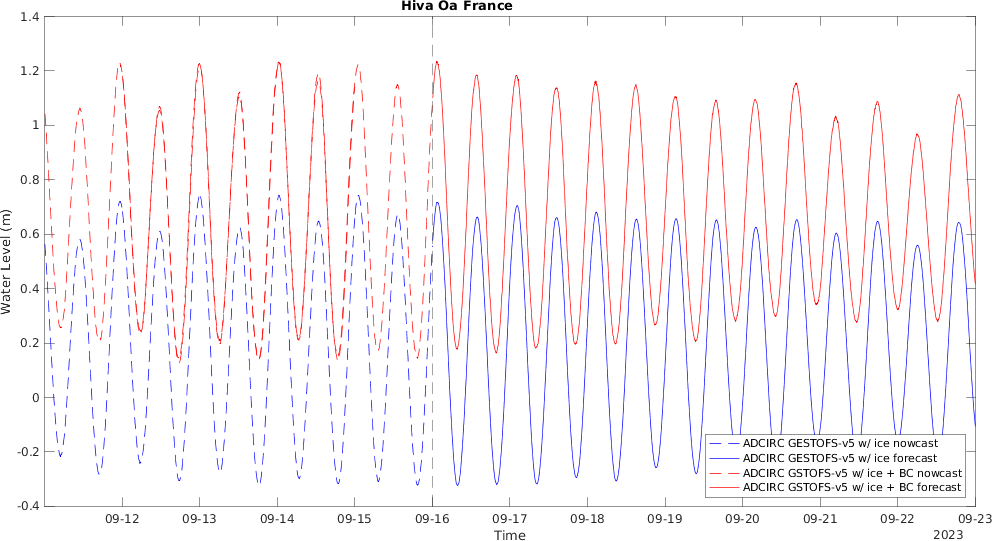 Hiva Oa France
1.4
1.2
1
0.8
0.6
0.4
0.2
0
-0.2
-0.4
Water Level (m)
ADCIRC GESTOFS-v5 w/ ice nowcast
ADCIRC GESTOFS-v5 w/ ice forecast
ADCIRC GSTOFS-v5 w/ ice + BC nowcast
ADCIRC GSTOFS-v5 w/ ice + BC forecast
09-12 09-13 09-14 09-15 09-16 09-17 09-18 09-19 09-20 09-21 09-22 09-23
Time
2023